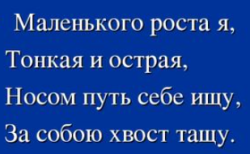 Маленького роста я,
Тонкая и острая,
Носом путь себе ищу,
За собою хвост тащу.